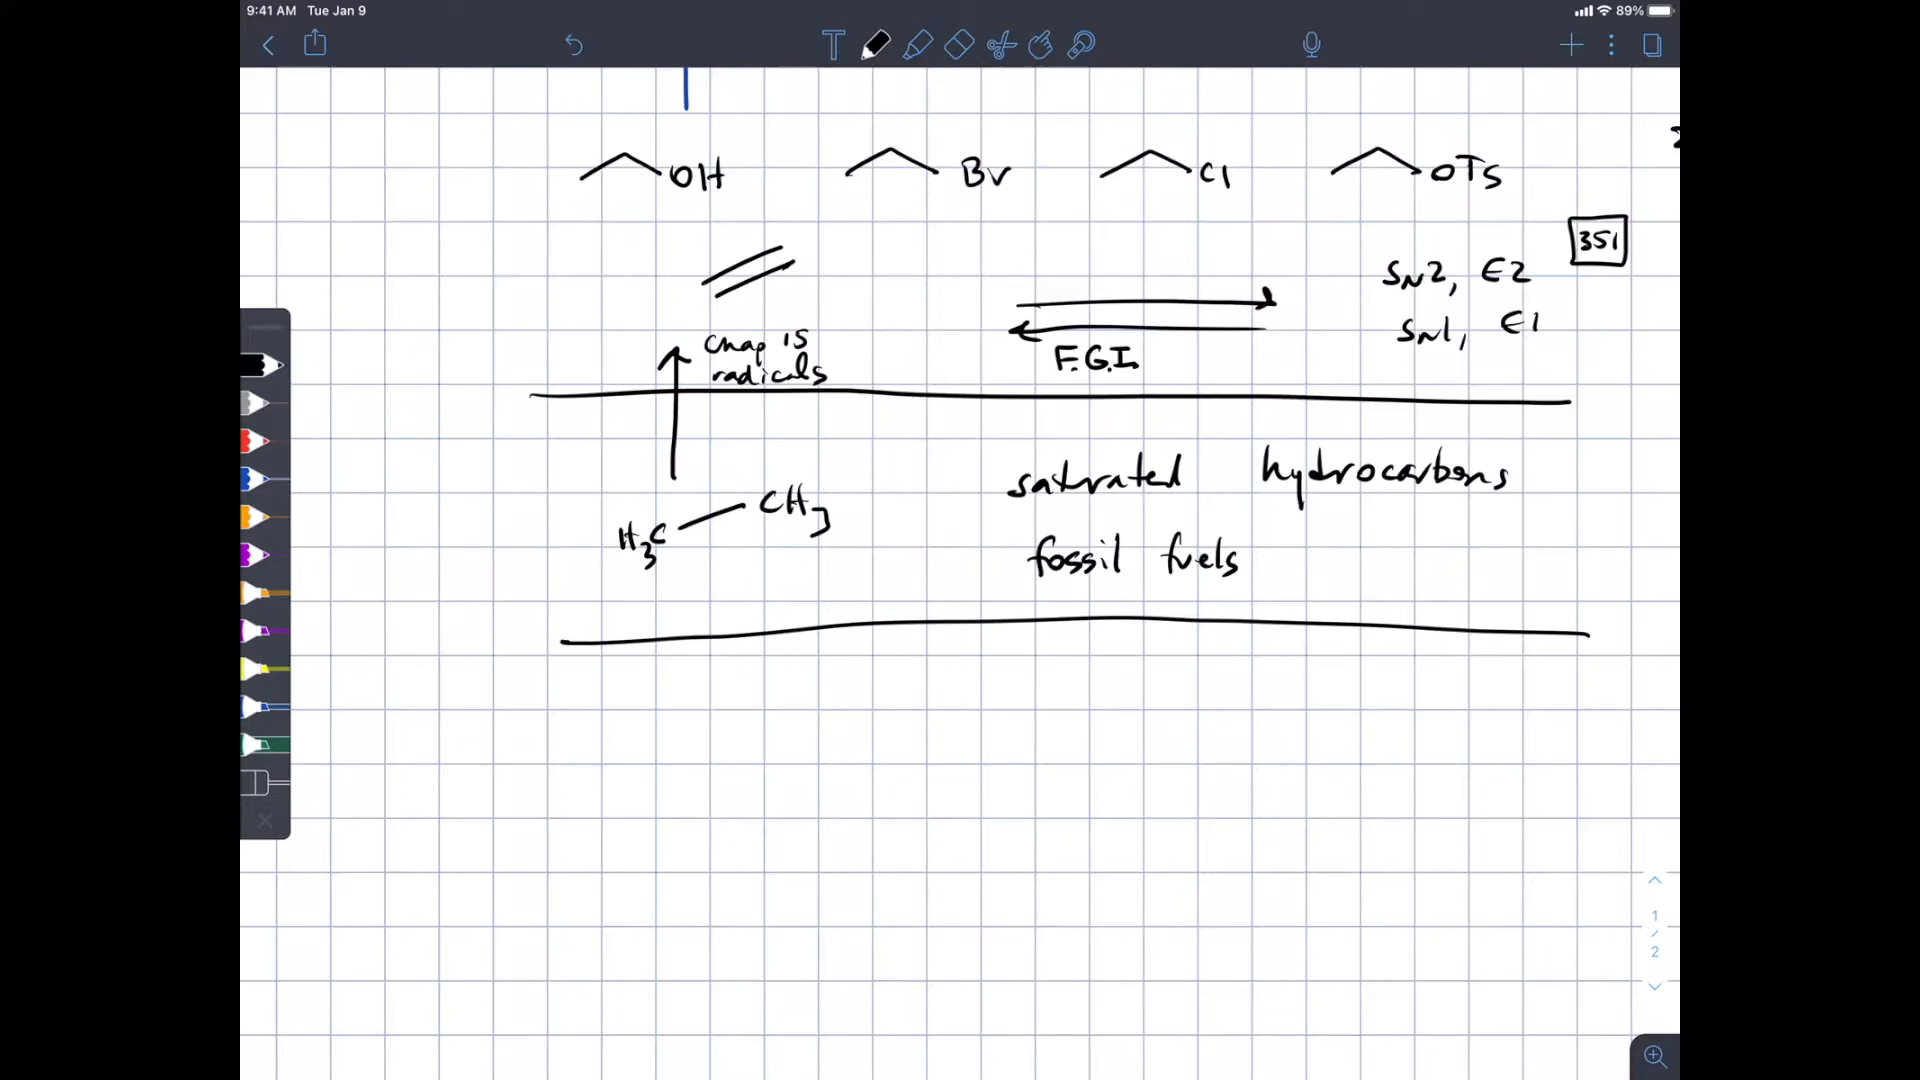 9:41 AM Tue Jan 9
89%
T
OH
Br
Cl
OTs
351
SN2, E2
SN1, E1
F.G.I.
Chap 15
radicals
H3C
CH3
saturated hydrocarbons
fossil fuels
1
/
2